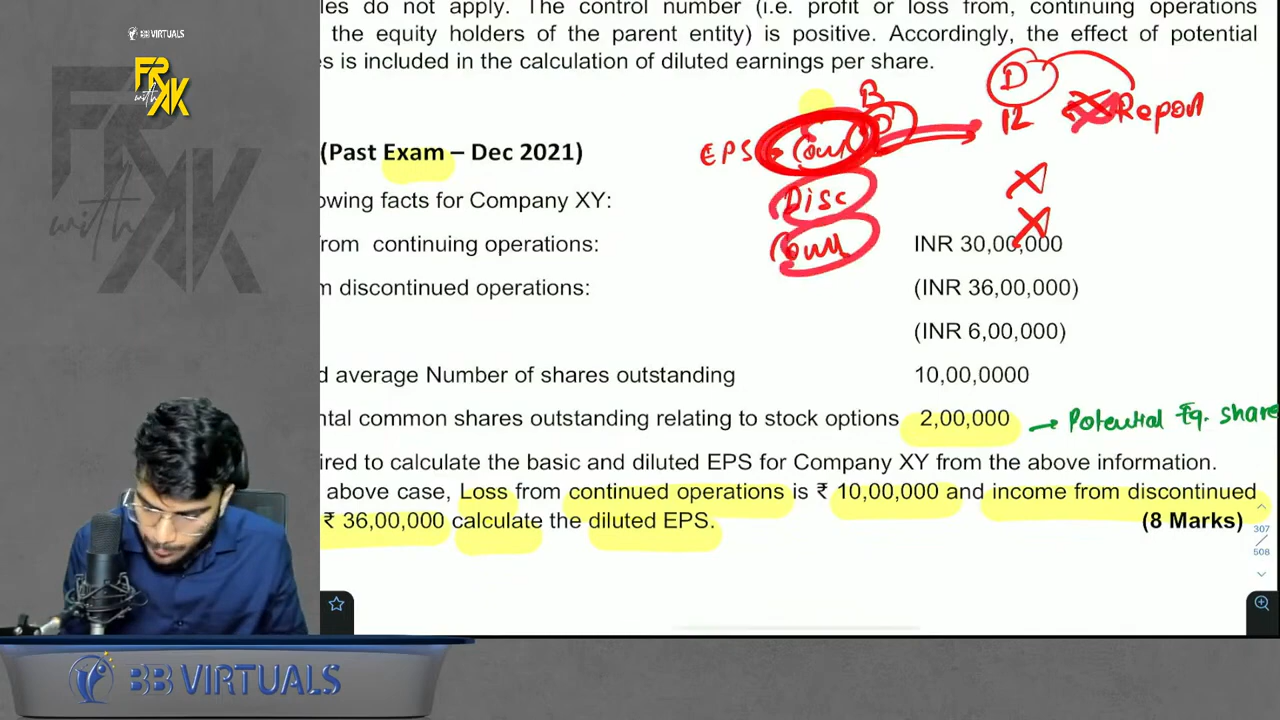 BB VIRTUALS
FR
with
AK
FR
with
AK
les do not apply. The control number (i.e. profit or loss from, continuing operations
the equity holders of the parent entity) is positive. Accordingly, the effect of potential
es is included in the calculation of diluted earnings per share.
B
D
D
12
Report
EPS
Disc
(Past Exam – Dec 2021)
owing facts for Company XY:
from continuing operations: INR 30,00,000
m discontinued operations: (INR 36,00,000)
(INR 6,00,000)
d average Number of shares outstanding 10,00,0000
ntal common shares outstanding relating to stock options 2,00,000 → Potential Eq. share
ired to calculate the basic and diluted EPS for Company XY from the above information.
above case, Loss from continued operations is ₹ 10,00,000 and income from discontinued
₹ 36,00,000 calculate the diluted EPS. (8 Marks)
307
508
BB VIRTUALS